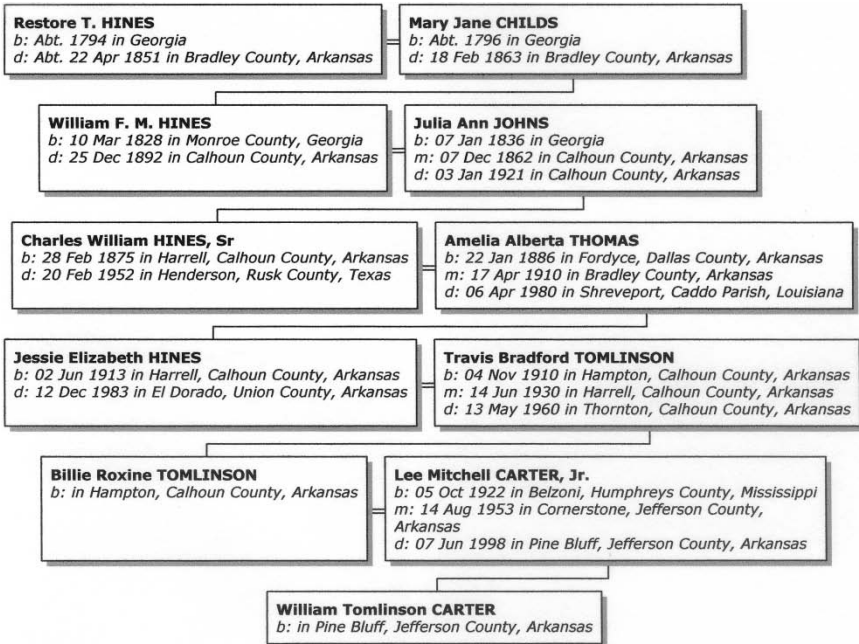 Restore T. HINES
b: Abt. 1794 in Georgia
d: Abt. 22 Apr 1851 in Bradley County, Arkansas
Mary Jane CHILDS
b: Abt. 1796 in Georgia
d: 18 Feb 1863 in Bradley County, Arkansas
William F. M. HINES
b: 10 Mar 1828 in Monroe County, Georgia
d: 25 Dec 1892 in Calhoun County, Arkansas
Julia Ann JOHNS
b: 07 Jan 1836 in Georgia
m: 07 Dec 1862 in Calhoun County, Arkansas
d: 03 Jan 1921 in Calhoun County, Arkansas
Charles William HINES, Sr
b: 28 Feb 1875 in Harrell, Calhoun County, Arkansas
d: 20 Feb 1952 in Henderson, Rusk County, Texas
Amelia Alberta THOMAS
b: 22 Jan 1886 in Fordyce, Dallas County, Arkansas
m: 17 Apr 1910 in Bradley County, Arkansas
d: 06 Apr 1980 in Shreveport, Caddo Parish, Louisiana
Jessie Elizabeth HINES
b: 02 Jun 1913 in Harrell, Calhoun County, Arkansas
d: 12 Dec 1983 in El Dorado, Union County, Arkansas
Travis Bradford TOMLINSON
b: 04 Nov 1910 in Hampton, Calhoun County, Arkansas
m: 14 Jun 1930 in Harrell, Calhoun County, Arkansas
d: 13 May 1960 in Thornton, Calhoun County, Arkansas
Billie Roxine TOMLINSON
b: in Hampton, Calhoun County, Arkansas
Lee Mitchell CARTER, Jr.
b: 05 Oct 1922 in Belzoni, Humphreys County, Mississippi
m: 14 Aug 1953 in Cornerstone, Jefferson County,
Arkansas
d: 07 Jun 1998 in Pine Bluff, Jefferson County, Arkansas
William Tomlinson CARTER
b: in Pine Bluff, Jefferson County, Arkansas